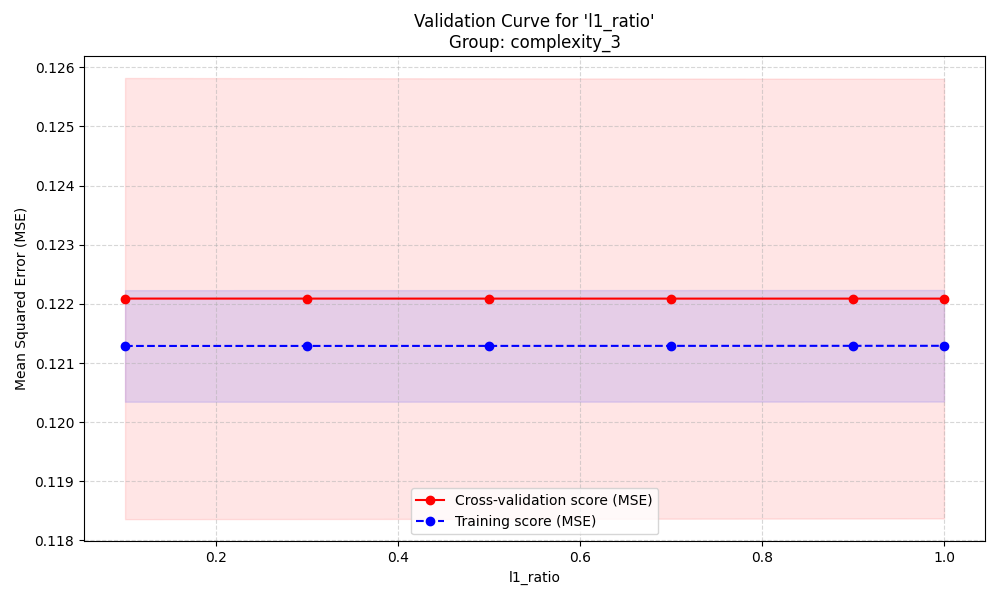 Validation Curve for 'l1_ratio'
Group: complexity_3
Mean Squared Error (MSE)
0.126
0.125
0.124
0.123
0.122
0.121
0.120
0.119
0.118
Cross-validation score (MSE)
Training score (MSE)
0.2
0.4
0.6
0.8
1.0
l1_ratio